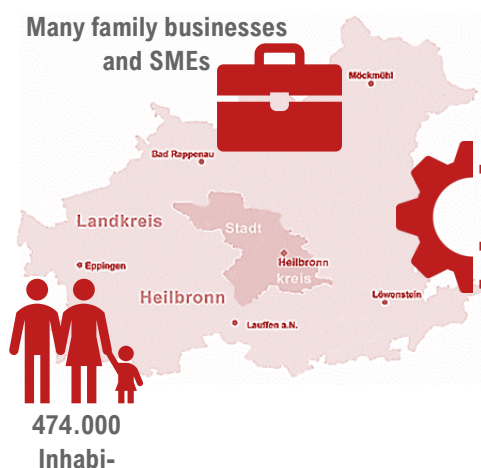 Many family businesses
and SMEs
Möckmühl
Bad Rappenau
Landkreis
Stadt
Heilbronn
kreis
Eppingen
Heilbronn
Löwenstein
Lauffen a.N.
474.000
Inhabi-